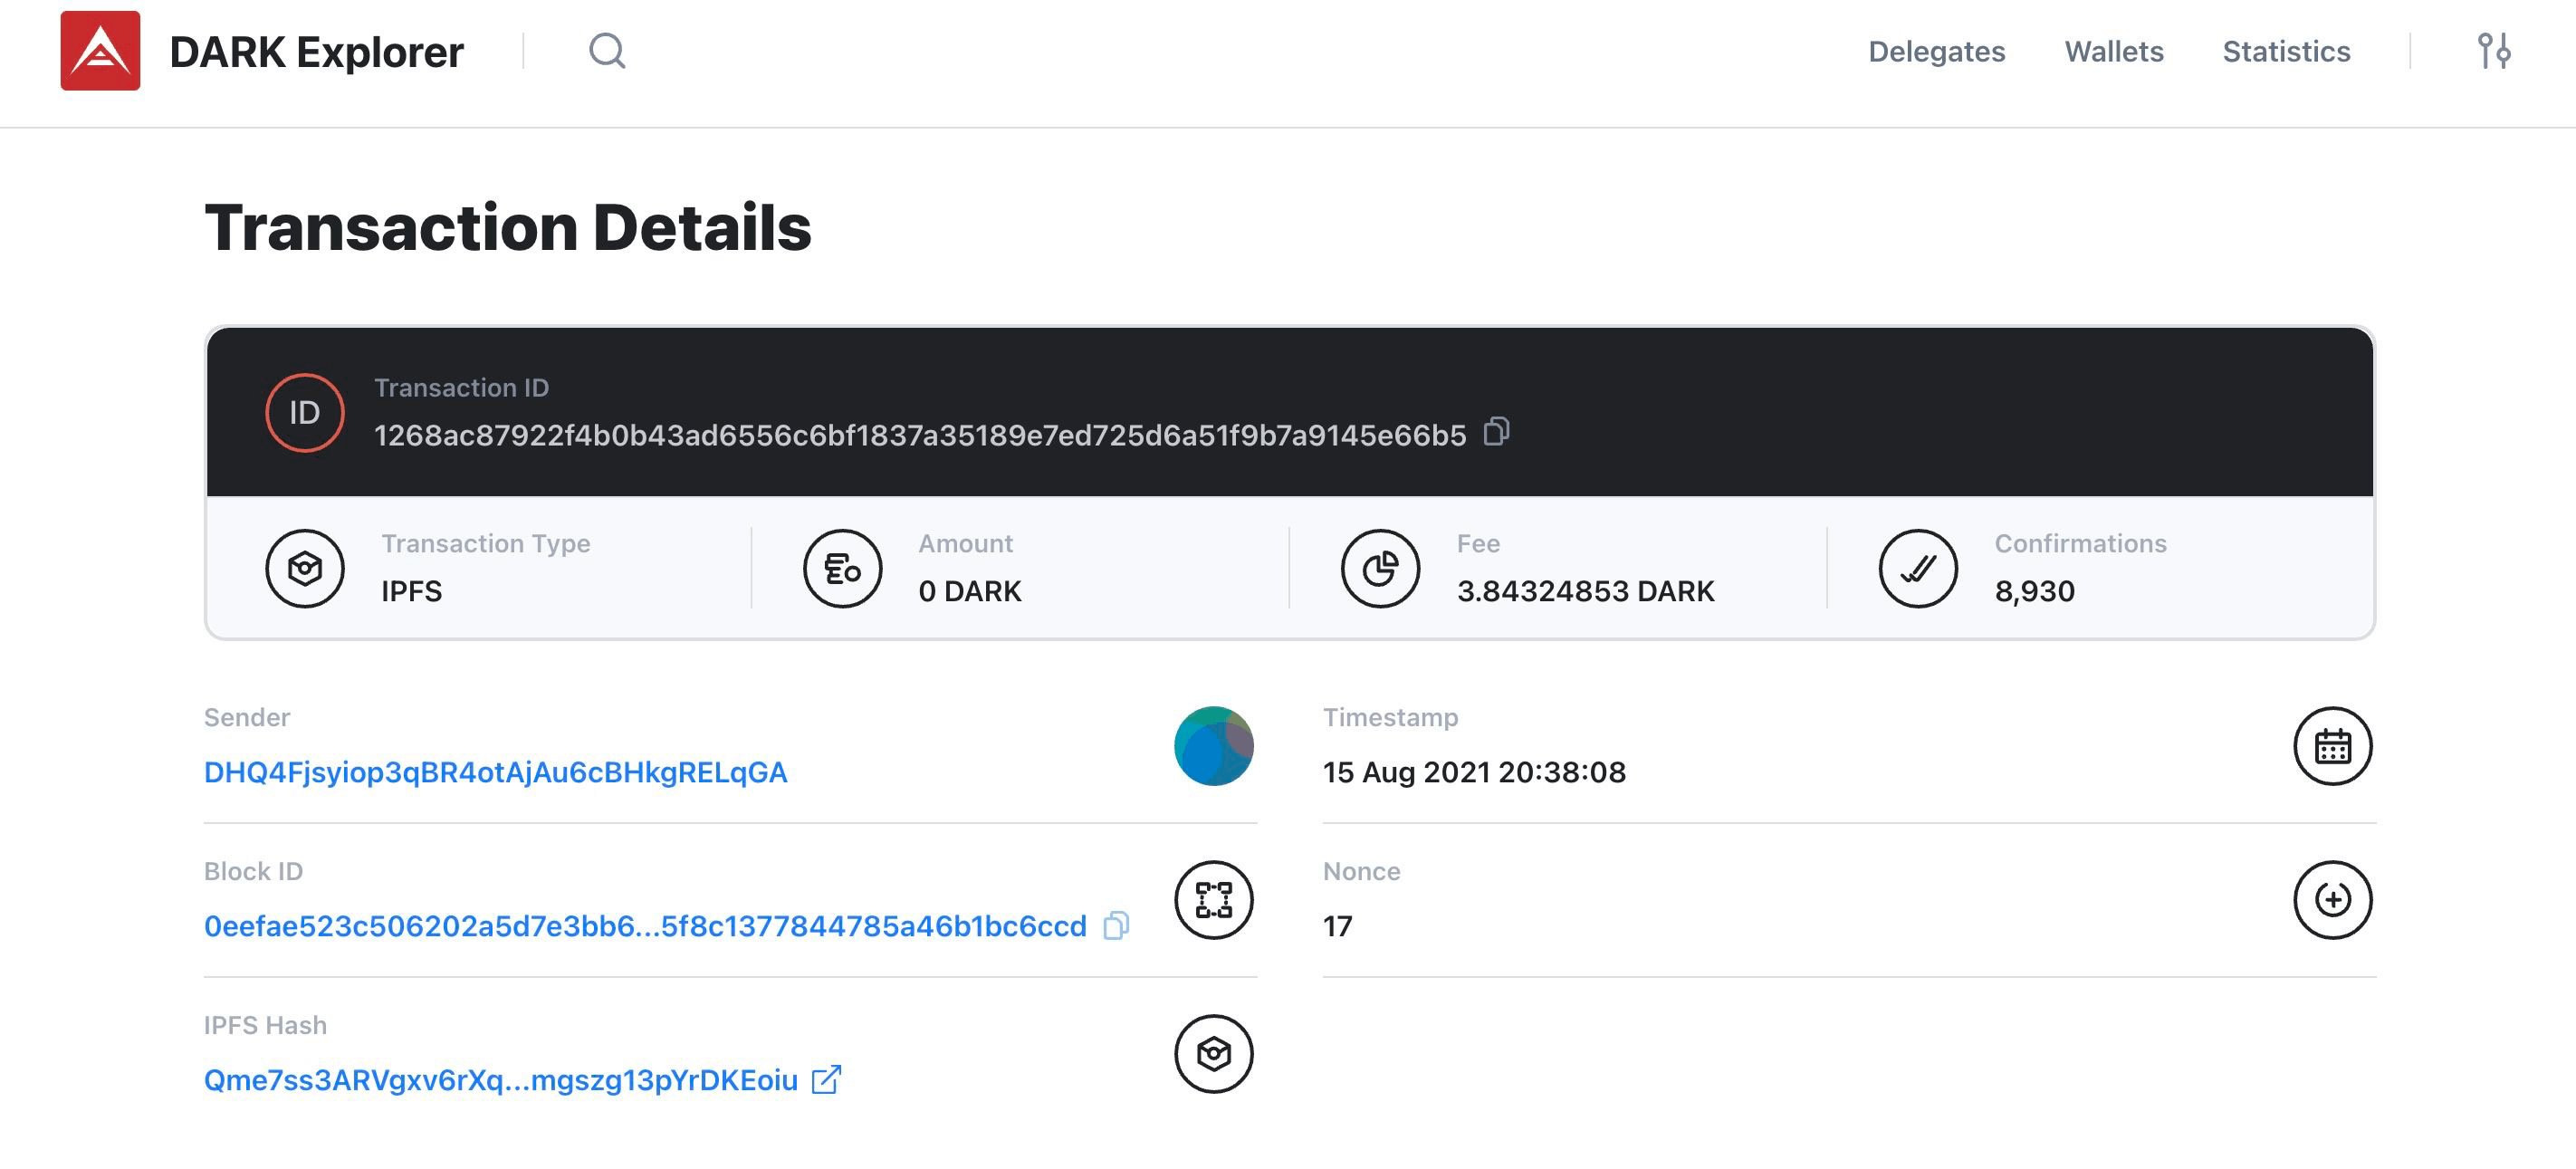 DARK Explorer
Delegates Wallets Statistics
Transaction Details
ID
Transaction ID
1268ac87922f4b0b43ad6556c6bf1837a35189e7ed725d6a51f9b7a9145e66b5
Transaction Type
IPFS
Amount
0 DARK
Fee
3.84324853 DARK
Confirmations
8,930
Sender
DHQ4Fjsyiop3qBR4otAjAu6cBHkgRELqGA
Timestamp
15 Aug 2021 20:38:08
Block ID
0eefae523c506202a5d7e3bb6...5f8c1377844785a46b1bc6ccd
Nonce
17
IPFS Hash
Qme7ss3ARVgxv6rXq...mgszg13pYrDKEoiu